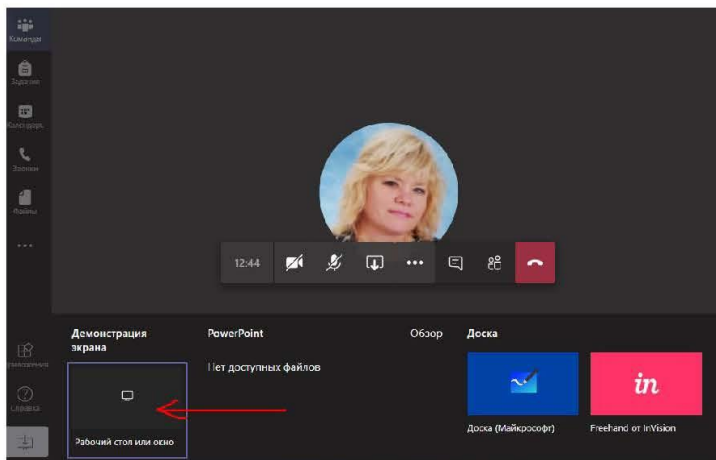 Команды
Задания
Календарь
Звонки
Файлы
12:44
Демонстрация
экрана
PowerPoint
Обзор
Доска
Нет доступных файлов
in
Рабочий стол или окно
Доска (Майкрософт)
Freehand от InVision
Справка